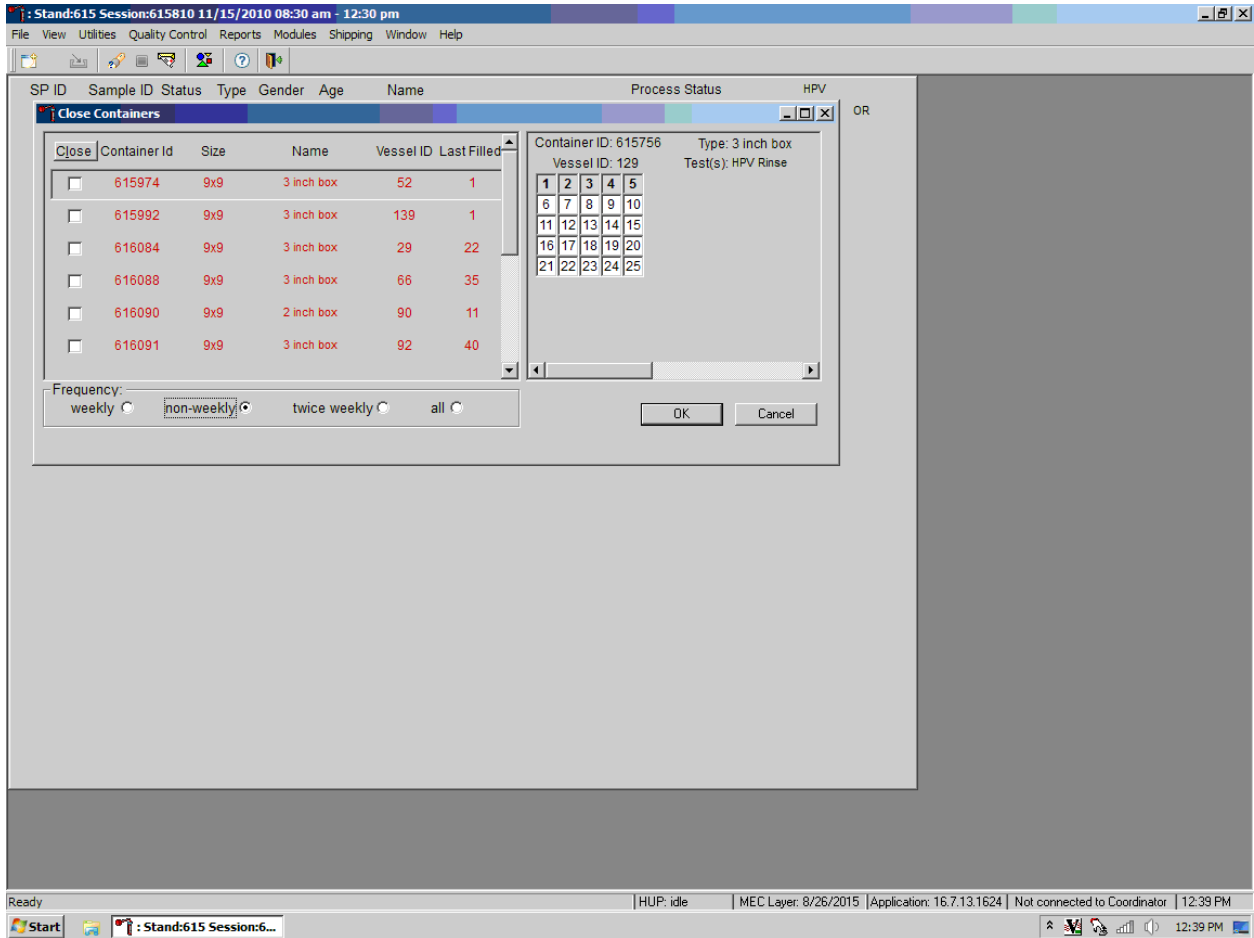 : Stand:615 Session:615810 11/15/2010 08:30 am - 12:30 pm
File View Utilities Quality Control Reports Modules Shipping Window Help
SP ID Sample ID Status Type Gender Age Name Process Status HPV
OR
Close Containers
Close Container Id Size Name Vessel ID Last Filled
615974 9x9 3 inch box 52 1
615992 9x9 3 inch box 139 1
616084 9x9 3 inch box 29 22
616088 9x9 3 inch box 66 35
616090 9x9 2 inch box 90 11
616091 9x9 3 inch box 92 40
Container ID: 615756 Type: 3 inch box
Vessel ID: 129 Test(s): HPV Rinse
1 2 3 4 5
6 7 8 9 10
11 12 13 14 15
16 17 18 19 20
21 22 23 24 25
Frequency:
weekly non-weekly twice weekly all
OK Cancel
Ready HUP: idle MEC Layer: 8/26/2015 Application: 16.7.13.1624 Not connected to Coordinator 12:39 PM
Start : Stand:615 Session:6... 12:39 PM